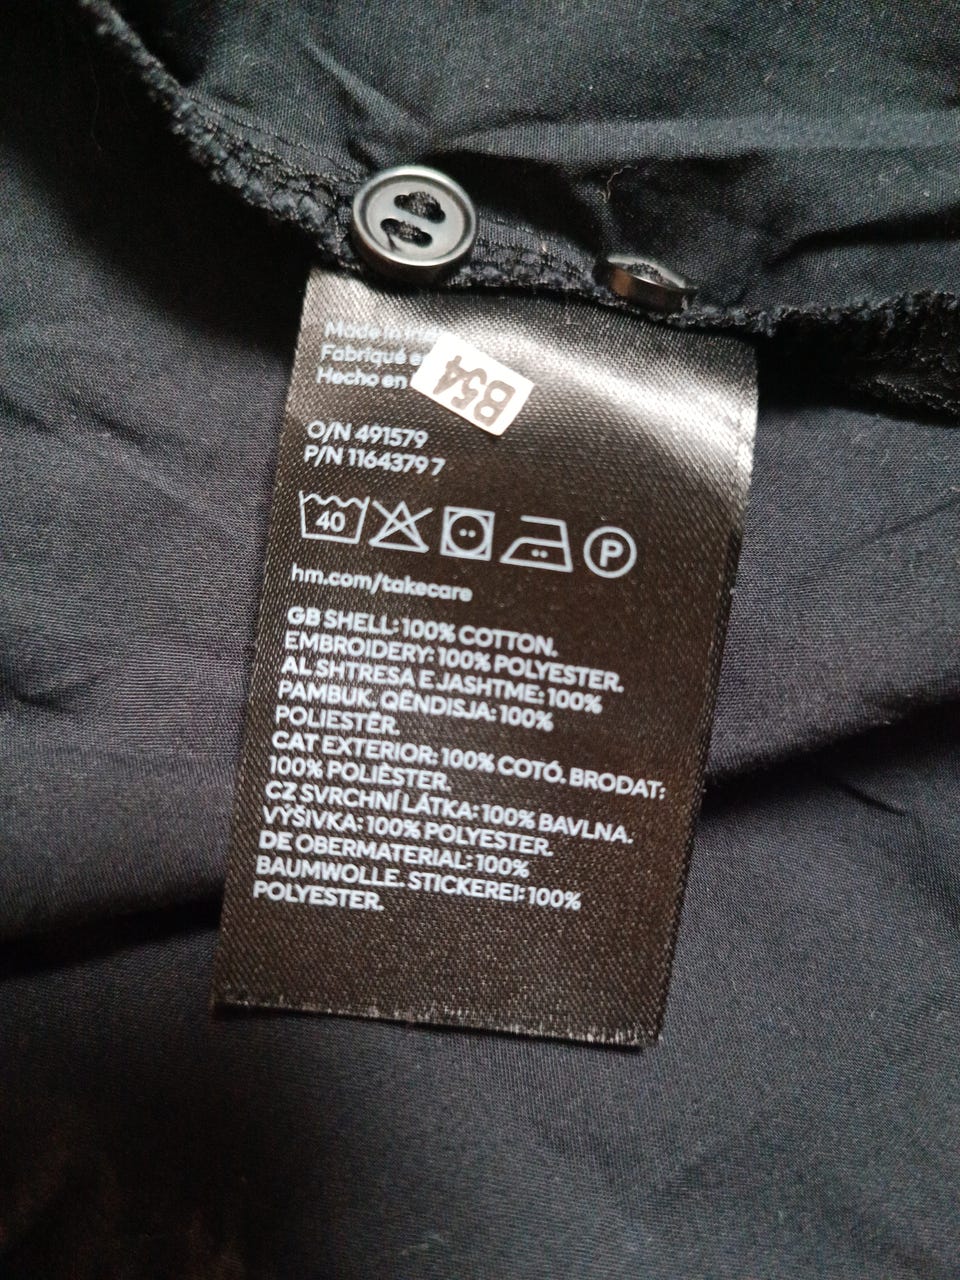 Made in
Fabriqué
Hecho en
B54
O/N 491579
P/N 1164379 7
40
P
hm.com/takecare
GB SHELL: 100% COTTON.
EMBROIDERY: 100% POLYESTER.
AL SHTRESA E JASHTME: 100%
PAMBUK. QËNDISJA: 100%
POLIESTËR.
CAT EXTERIOR: 100% COTÓ. BRODAT:
100% POLIÈSTER.
CZ SVRCHNÍ LÁTKA: 100% BAVLNA.
VÝŠIVKA: 100% POLYESTER.
DE OBERMATERIAL: 100%
BAUMWOLLE. STICKEREI: 100%
POLYESTER.